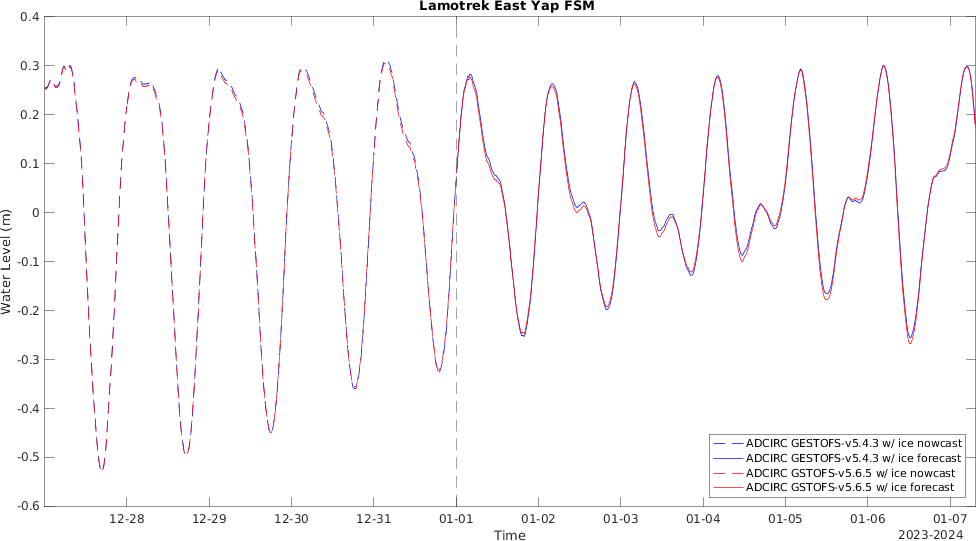 Lamotrek East Yap FSM
0.4
0.3
0.2
0.1
0
-0.1
-0.2
-0.3
-0.4
-0.5
-0.6
Water Level (m)
ADCIRC GESTOFS-v5.4.3 w/ ice nowcast
ADCIRC GESTOFS-v5.4.3 w/ ice forecast
ADCIRC GSTOFS-v5.6.5 w/ ice nowcast
ADCIRC GSTOFS-v5.6.5 w/ ice forecast
12-28 12-29 12-30 12-31 01-01 01-02 01-03 01-04 01-05 01-06 01-07
Time
2023-2024